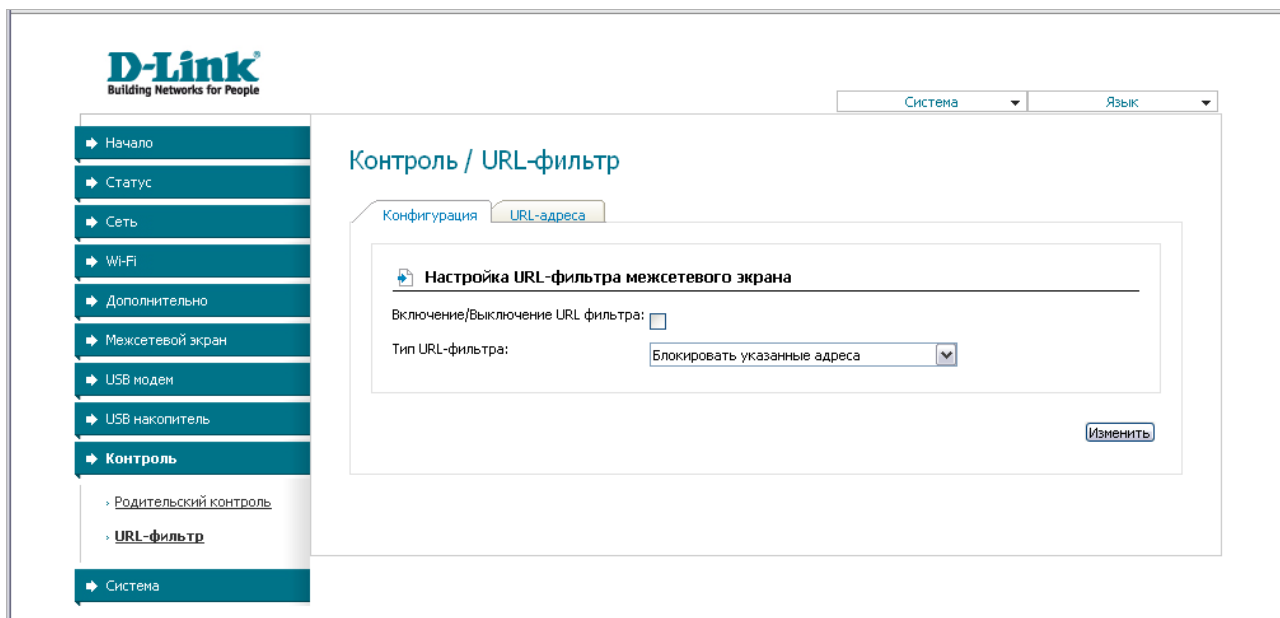 D-Link
Building Networks for People
Система
Язык
Начало
Статус
Сеть
Wi-Fi
Дополнительно
Межсетевой экран
USB модем
USB накопитель
Контроль
Родительский контроль
URL-фильтр
Система
Контроль / URL-фильтр
Конфигурация
URL-адреса
Настройка URL-фильтра межсетевого экрана
Включение/Выключение URL фильтра:
Тип URL-фильтра:
Блокировать указанные адреса
Изменить